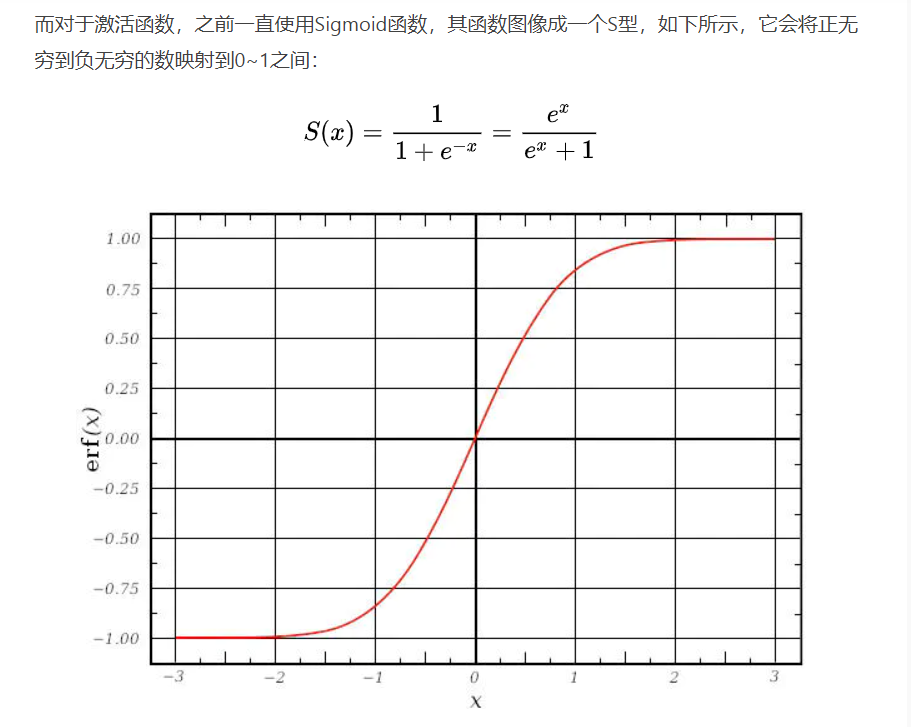 而对于激活函数，之前一直使用Sigmoid函数，其函数图像成一个S型，如下所示，它会将正无
穷到负无穷的数映射到0~1之间：
S(x) = 1 / (1 + e^{-x}) = e^x / (e^x + 1)
1.00
0.75
0.50
0.25
0.00
−0.25
−0.50
−0.75
−1.00
erf(x)
−3 −2 −1 0 1 2 3
x